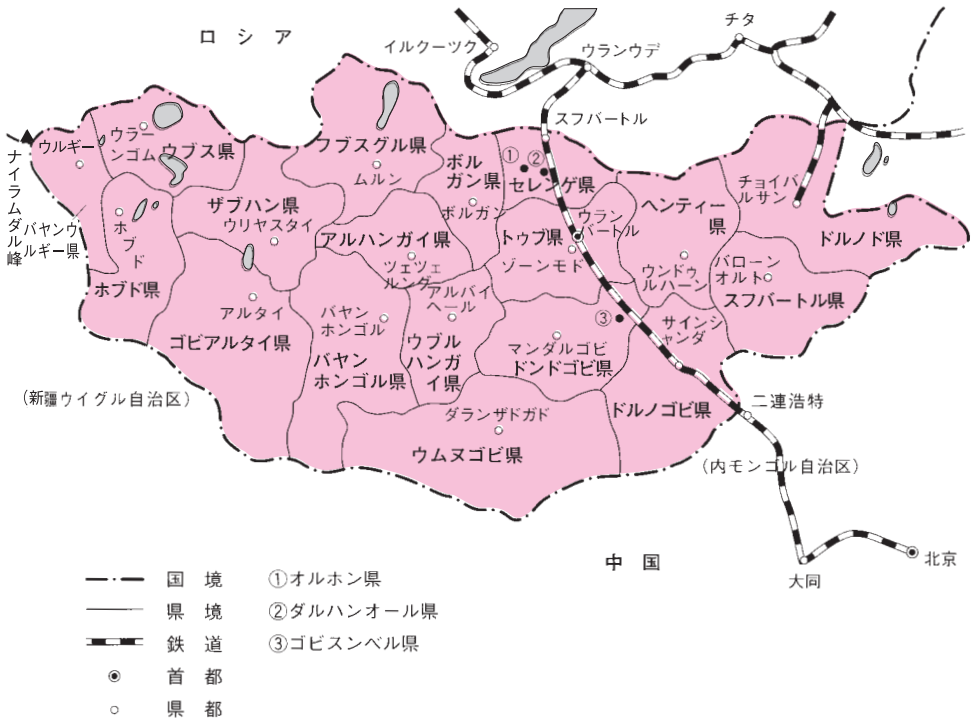 ロシア
イルクーツク
チタ
ウランウデ
スフバートル
ナイラムダル峰
ウルギー
バヤンウ
ルギー県
ウラー
ンゴム
ウブス県
フブスグル県
ムルン
ボル
ガン県
ボルガン
①
②
セレンゲ県
ホブド
ホブド県
ザブハン県
ウリヤスタイ
アルハンガイ県
ツェツェ
ルレグ
トゥブ県
ウラン
バートル
ゾーンモド
ヘンティー
県
ウンドゥ
ルハーン
チョイバ
ルサン
ドルノド県
バローン
オルト
スフバートル県
アルタイ
ゴビアルタイ県
バヤン
ホンゴル
バヤン
ホンゴル県
アルバイ
ヘール
ウブル
ハンガ
イ県
③
マンダルゴビ
ドンドゴビ県
サインシ
ャンダ
ドルノゴビ県
ダランザドガド
ウムヌゴビ県
(新疆ウイグル自治区)
二連浩特
(内モンゴル自治区)
中国
大同
北京
国境
県境
鉄道
首都
県都
①オルホン県
②ダルハンオール県
③ゴビスンベル県